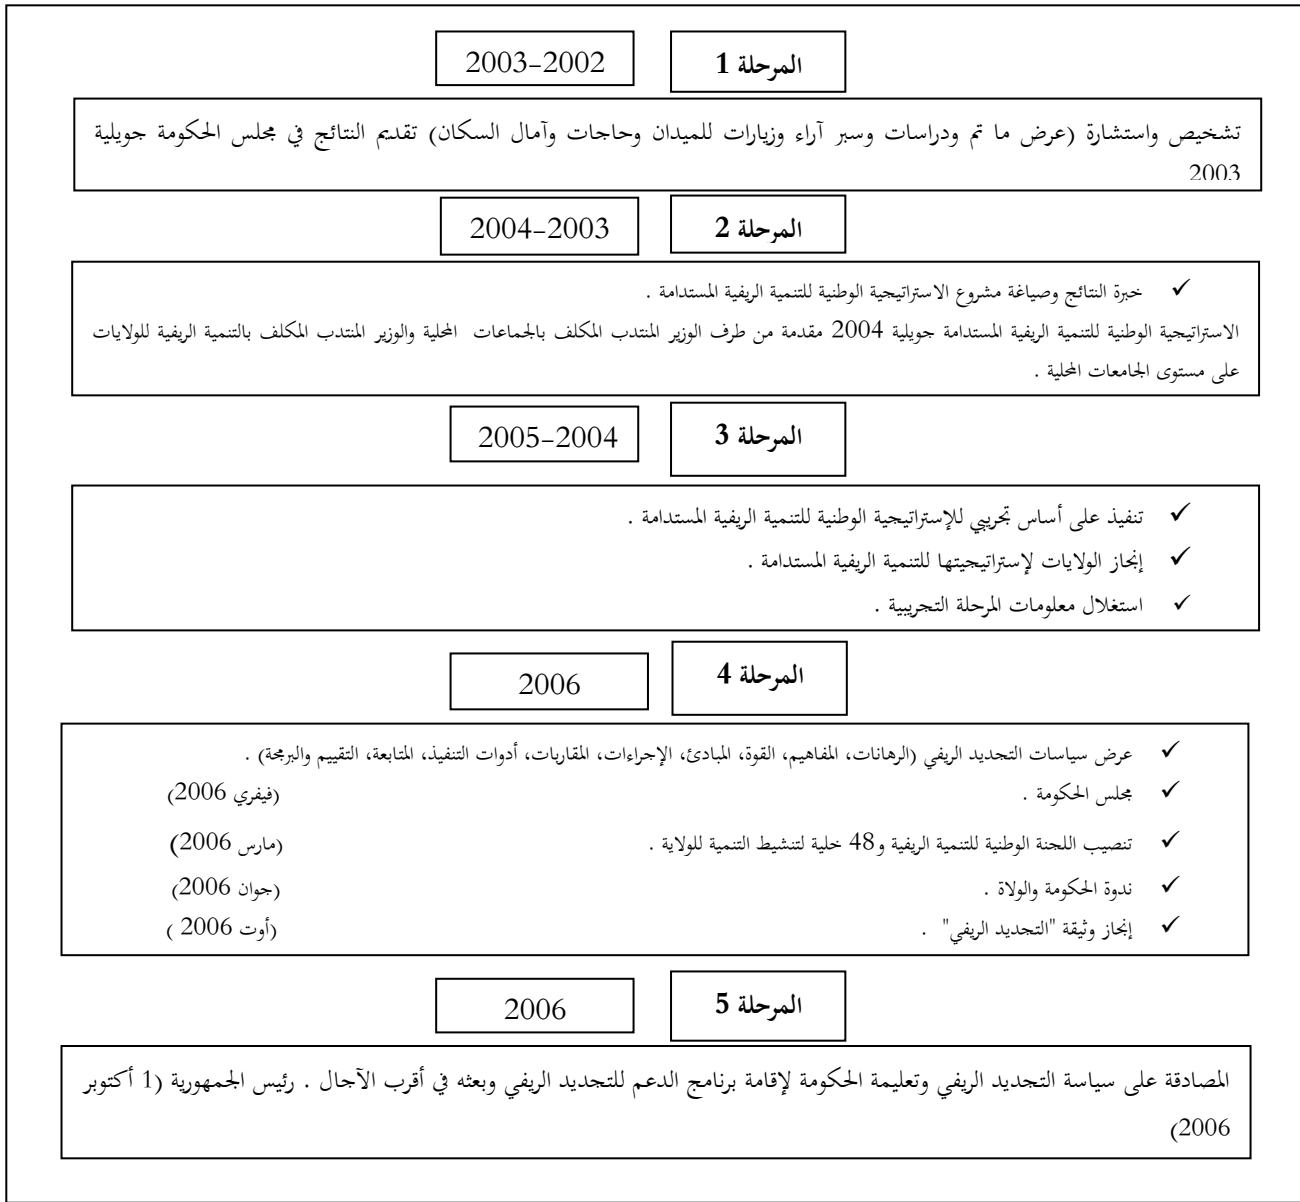 المرحلة 1
2002-2003
تشخيص واستشارة (عرض ما تم ودراسات وسبر آراء وزيارات للميدان وحاجات وآمال السكان) تقديم النتائج في مجلس الحكومة جويلية
2003
المرحلة 2
2003-2004
✓ خبرة النتائج وصياغة مشروع الاستراتيجية الوطنية للتنمية الريفية المستدامة .
الاستراتيجية الوطنية للتنمية الريفية المستدامة جويلية 2004 مقدمة من طرف الوزير المنتدب المكلف بالجماعات المحلية والوزير المنتدب المكلف بالتنمية الريفية للولايات
على مستوى الجامعات المحلية .
المرحلة 3
2004-2005
✓ تنفيذ على أساس تجريبي للإستراتيجية الوطنية للتنمية الريفية المستدامة .
✓ إنجاز الولايات لإستراتيجيتها للتنمية الريفية المستدامة .
✓ استغلال معلومات المرحلة التجريبية .
المرحلة 4
2006
✓ عرض سياسات التجديد الريفي (الرهانات، المفاهيم، القوة، المبادئ، الإجراءات، المقاربات، أدوات التنفيذ، المتابعة، التقييم والبرمجة) .
✓ مجلس الحكومة . (فيفري 2006)
✓ تنصيب اللجنة الوطنية للتنمية الريفية و48 خلية لتنشيط التنمية للولاية . (مارس 2006)
✓ ندوة الحكومة والولاة . (جوان 2006)
✓ إنجاز وثيقة "التجديد الريفي" . (أوت 2006 )
المرحلة 5
2006
المصادقة على سياسة التجديد الريفي وتعليمة الحكومة لإقامة برنامج الدعم للتجديد الريفي وبعثه في أقرب الآجال . رئيس الجمهورية (1 أكتوبر
2006)